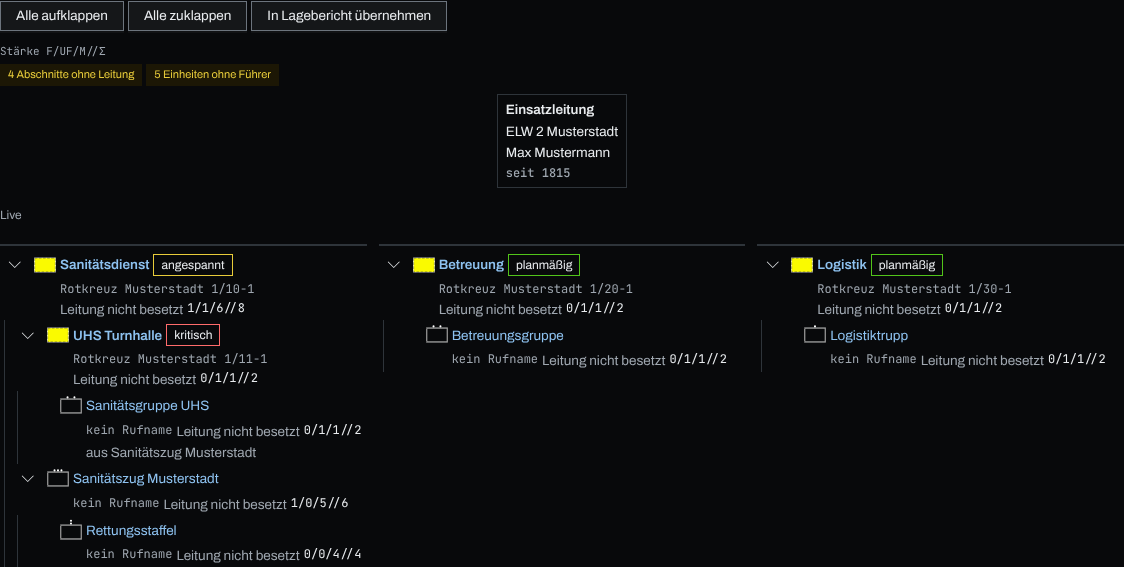 Alle aufklappen Alle zuklappen In Lagebericht übernehmen
Stärke F/UF/M//Σ
4 Abschnitte ohne Leitung 5 Einheiten ohne Führer
Einsatzleitung
ELW 2 Musterstadt
Max Mustermann
seit 1815
Live
Sanitätsdienst angespannt
Rotkreuz Musterstadt 1/10-1
Leitung nicht besetzt 1/1/6//8
UHS Turnhalle kritisch
Rotkreuz Musterstadt 1/11-1
Leitung nicht besetzt 0/1/1//2
Sanitätsgruppe UHS
kein Rufname Leitung nicht besetzt 0/1/1//2
aus Sanitätszug Musterstadt
Sanitätszug Musterstadt
kein Rufname Leitung nicht besetzt 1/0/5//6
Rettungsstaffel
kein Rufname Leitung nicht besetzt 0/0/4//4
Betreuung planmäßig
Rotkreuz Musterstadt 1/20-1
Leitung nicht besetzt 0/1/1//2
Betreuungsgruppe
kein Rufname Leitung nicht besetzt 0/1/1//2
Logistik planmäßig
Rotkreuz Musterstadt 1/30-1
Leitung nicht besetzt 0/1/1//2
Logistiktrupp
kein Rufname Leitung nicht besetzt 0/1/1//2